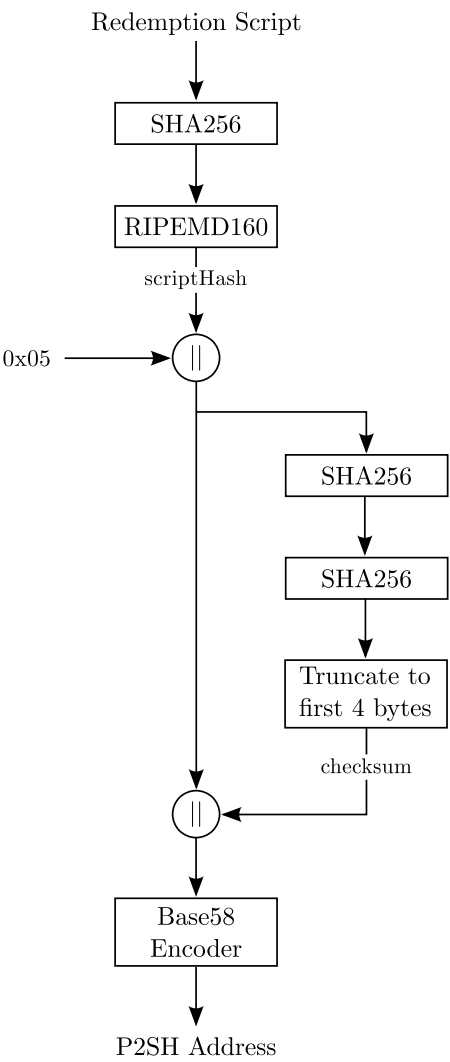 Redemption Script
SHA256
RIPEMD160
scriptHash
0x05
||
SHA256
SHA256
Truncate to
first 4 bytes
checksum
||
Base58
Encoder
P2SH Address